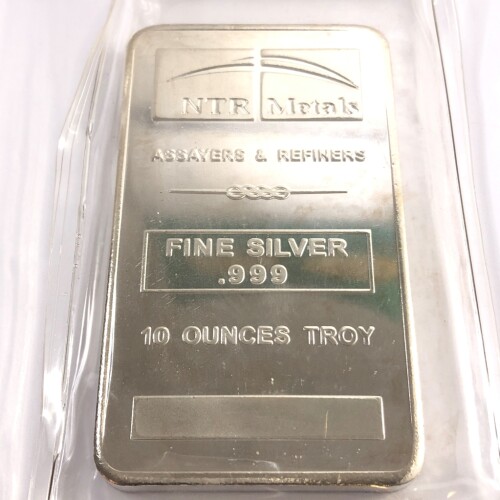 NTR Metals
ASSAYERS & REFINERS
FINE SILVER
.999
10 OUNCES TROY